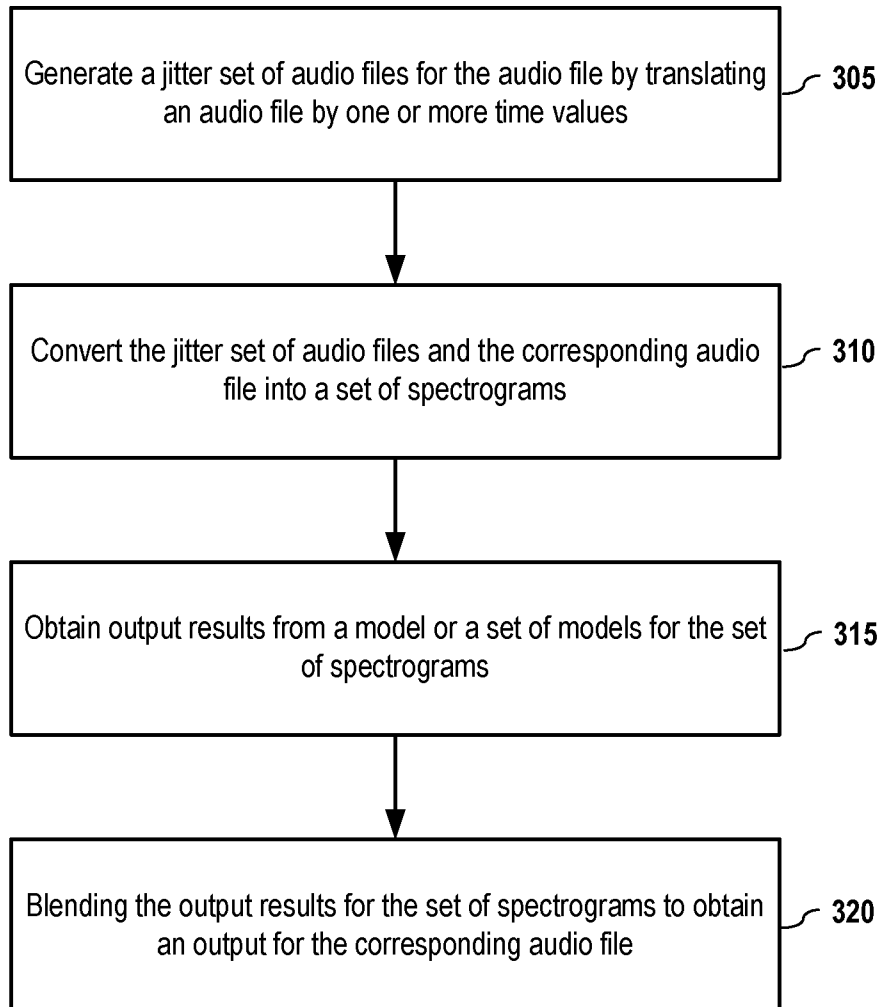 Generate a jitter set of audio files for the audio file by translating
an audio file by one or more time values
305
Convert the jitter set of audio files and the corresponding audio
file into a set of spectrograms
310
Obtain output results from a model or a set of models for the set
of spectrograms
315
Blending the output results for the set of spectrograms to obtain
an output for the corresponding audio file
320